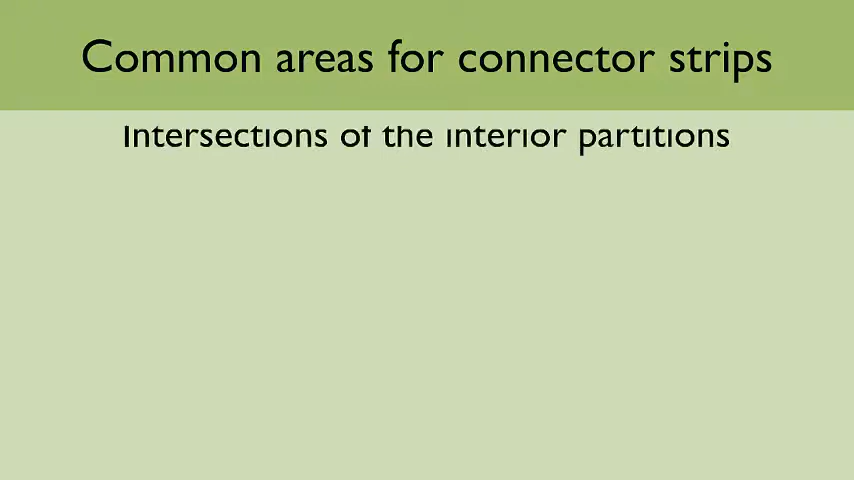 Common areas for connector strips
Intersections of the interior partitions